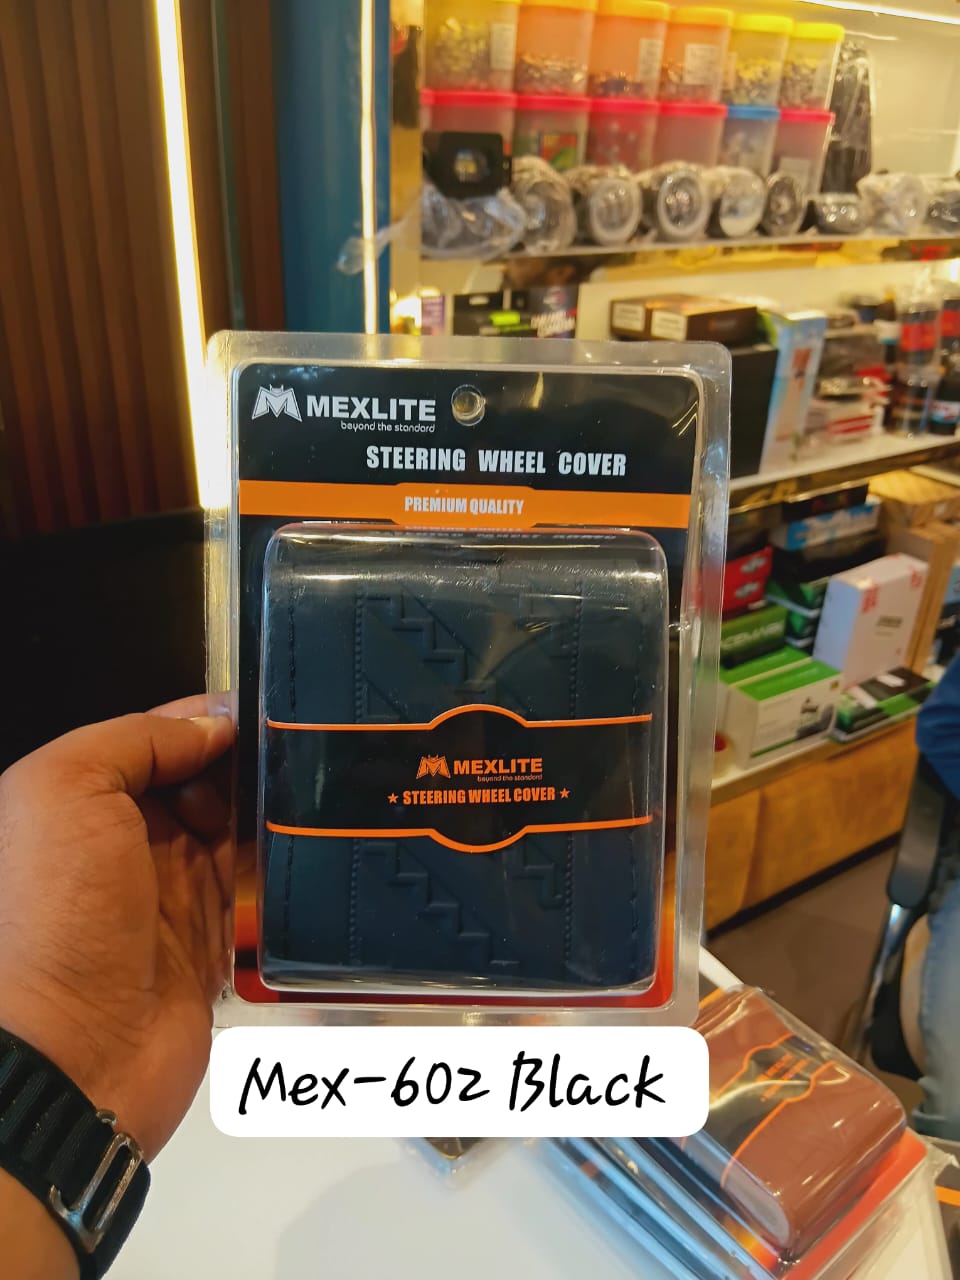 MEXLITE
beyond the standard
STEERING WHEEL COVER
PREMIUM QUALITY
MEXLITE
beyond the standard
★ STEERING WHEEL COVER ★
Mex-602 Black